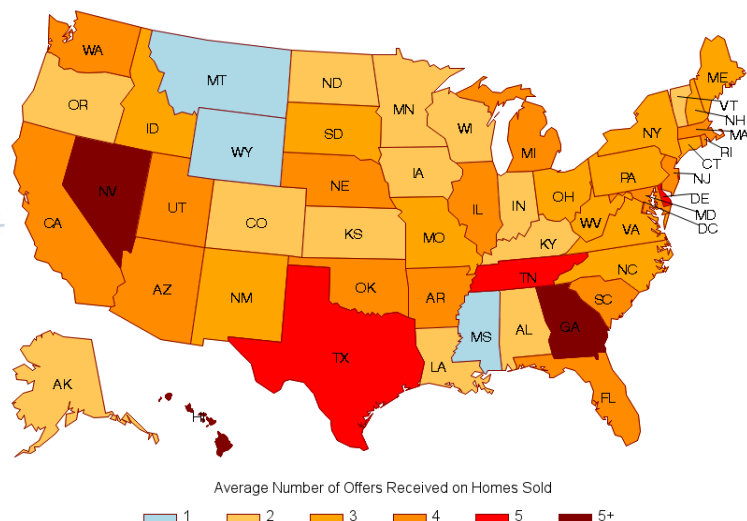 WA
MT
ND
MN
ME
VT
NH
MA
RI
CT
NJ
DE
MD
DC
OR
ID
SD
WI
NY
MI
WY
IA
PA
NE
NV
UT
CO
IL
IN
OH
WV
VA
CA
KS
MO
KY
NC
TN
AZ
NM
OK
AR
SC
TX
MS
AL
GA
LA
AK
FL
Average Number of Offers Received on Homes Sold
1 2 3 4 5 5+